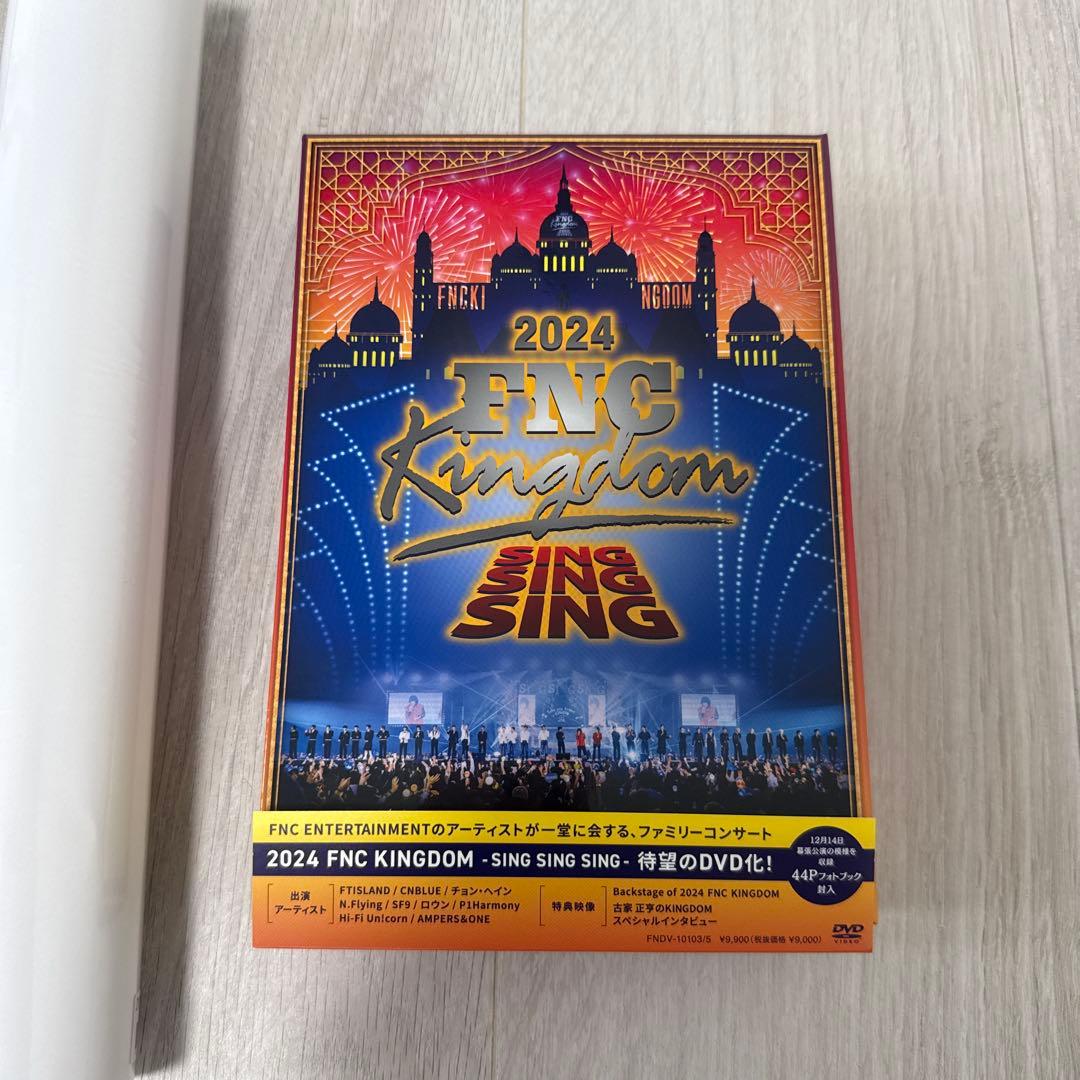 FNC
Kingdom
FNCKI
NGDOM
2024
FNC
Kingdom
SING
SING
SING
FNC ENTERTAINMENTのアーティストが一堂に会する、ファミリーコンサート
2024 FNC KINGDOM -SING SING SING- 待望のDVD化!
12月14日
幕張公演の模様を
収録
44Pフォトブック
封入
出演
アーティスト
FTISLAND / CNBLUE / チョン・ヘイン
N.Flying / SF9 / ロウン / P1Harmony
Hi-Fi Un!corn / AMPERS&ONE
特典映像
Backstage of 2024 FNC KINGDOM
古家 正亨のKINGDOM
スペシャルインタビュー
FNDV-10103/5 ¥9,900(税抜価格 ¥9,000)
DVD
VIDEO